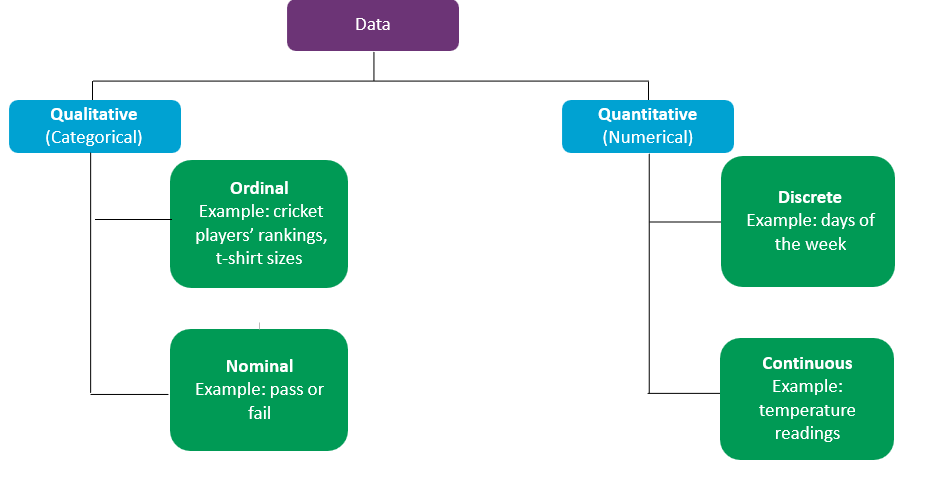 Data
Qualitative
(Categorical)
Ordinal
Example: cricket
players’ rankings,
t-shirt sizes
Nominal
Example: pass or
fail
Quantitative
(Numerical)
Discrete
Example: days of
the week
Continuous
Example:
temperature
readings